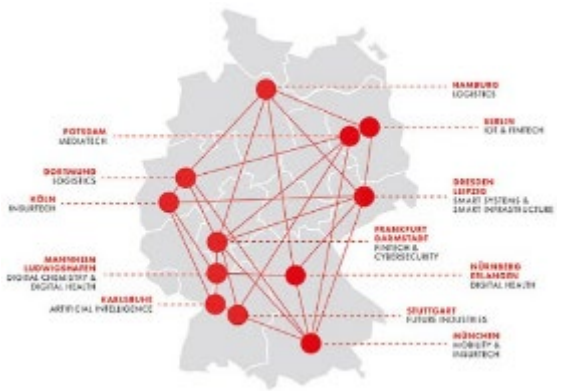 HAMBURG
LOGISTICS
BERLIN
IOT & FINTECH
POTSDAM
MEDIATECH
DORTMUND
LOGISTICS
KÖLN
INSURTECH
DRESDEN
LEIPZIG
SMART SYSTEMS &
SMART INFRASTRUCTURE
FRANKFURT
DARMSTADT
FINTECH &
CYBERSECURITY
MANNHEIM
LUDWIGSHAFEN
DIGITAL CHEMISTRY &
DIGITAL HEALTH
NÜRNBERG
ERLANGEN
DIGITAL HEALTH
KARLSRUHE
ARTIFICIAL INTELLIGENCE
STUTTGART
FUTURE INDUSTRIES
MÜNCHEN
MOBILITY &
INSURTECH